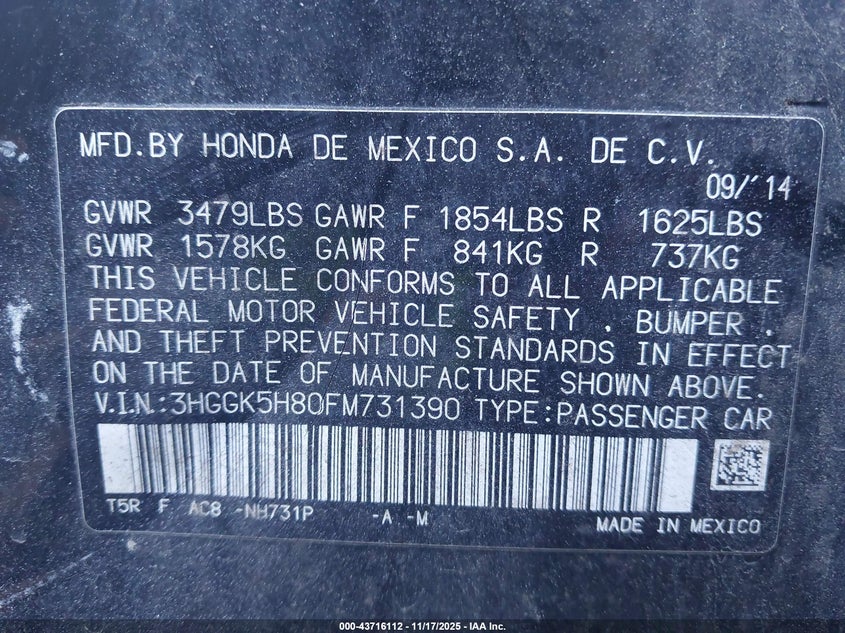 MFD.BY HONDA DE MEXICO S.A. DE C.V.
09/'14
GVWR 3479LBS GAWR F 1854LBS R 1625LBS
GVWR 1578KG GAWR F 841KG R 737KG
THIS VEHICLE CONFORMS TO ALL APPLICABLE
FEDERAL MOTOR VEHICLE SAFETY , BUMPER ,
AND THEFT PREVENTION STANDARDS IN EFFECT
ON THE DATE OF MANUFACTURE SHOWN ABOVE.
V.I.N.:3HGGK5H80FM731390 TYPE:PASSENGER CAR
T5R F AC8 -NH731P -A -M
MADE IN MEXICO
000-43716112 - 11/17/2025 - IAA Inc.